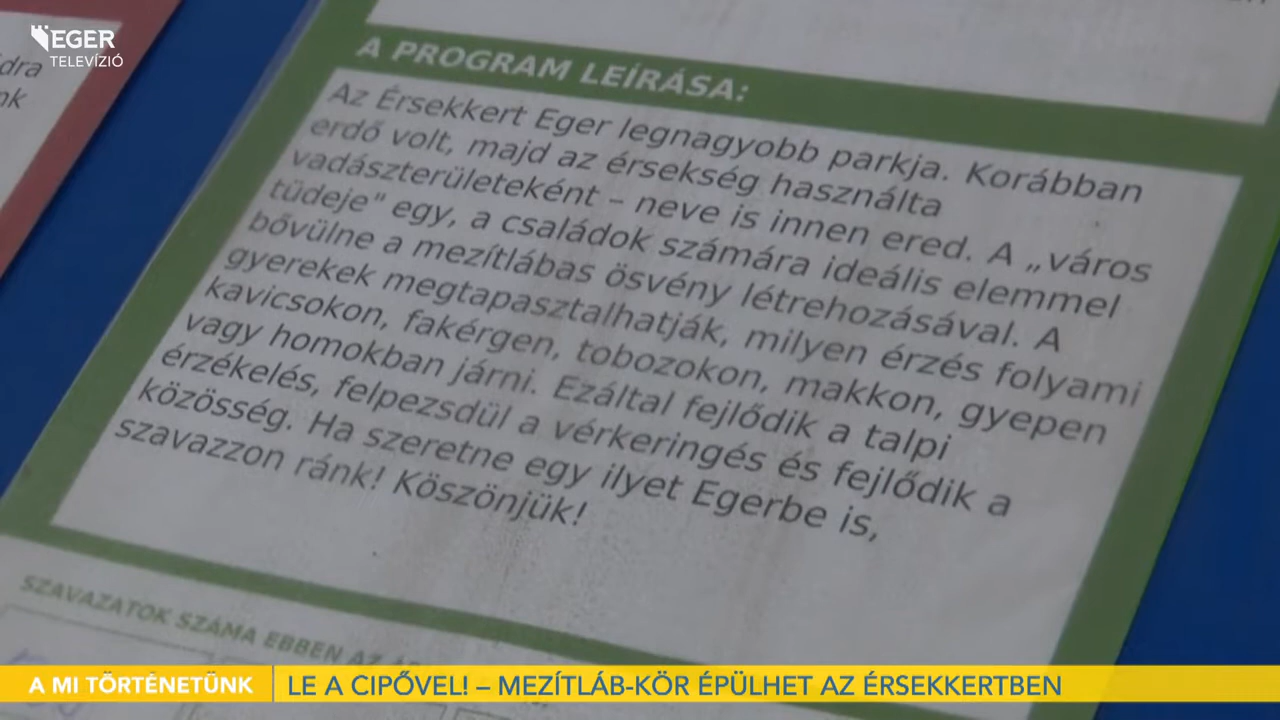 EGER
TELEVÍZIÓ
A PROGRAM LEÍRÁSA:
Az Érsekkert Eger legnagyobb parkja. Korábban
erdő volt, majd az érsekség használta
vadászterületeként – neve is innen ered. A „város
tüdeje" egy, a családok számára ideális elemmel
bővülne a mezítlábas ösvény létrehozásával. A
gyerekek megtapasztalhatják, milyen érzés folyami
kavicsokon, fakérgen, tobozokon, makkon, gyepen
vagy homokban járni. Ezáltal fejlődik a talpi
érzékelés, felpezsdül a vérkeringés és fejlődik a
közösség. Ha szeretne egy ilyet Egerbe is,
szavazzon ránk! Köszönjük!
SZAVAZATOK SZÁMA EBBEN AZ
A MI TÖRTÉNETÜNK
LE A CIPŐVEL! – MEZÍTLÁB-KÖR ÉPÜLHET AZ ÉRSEKKERTBEN